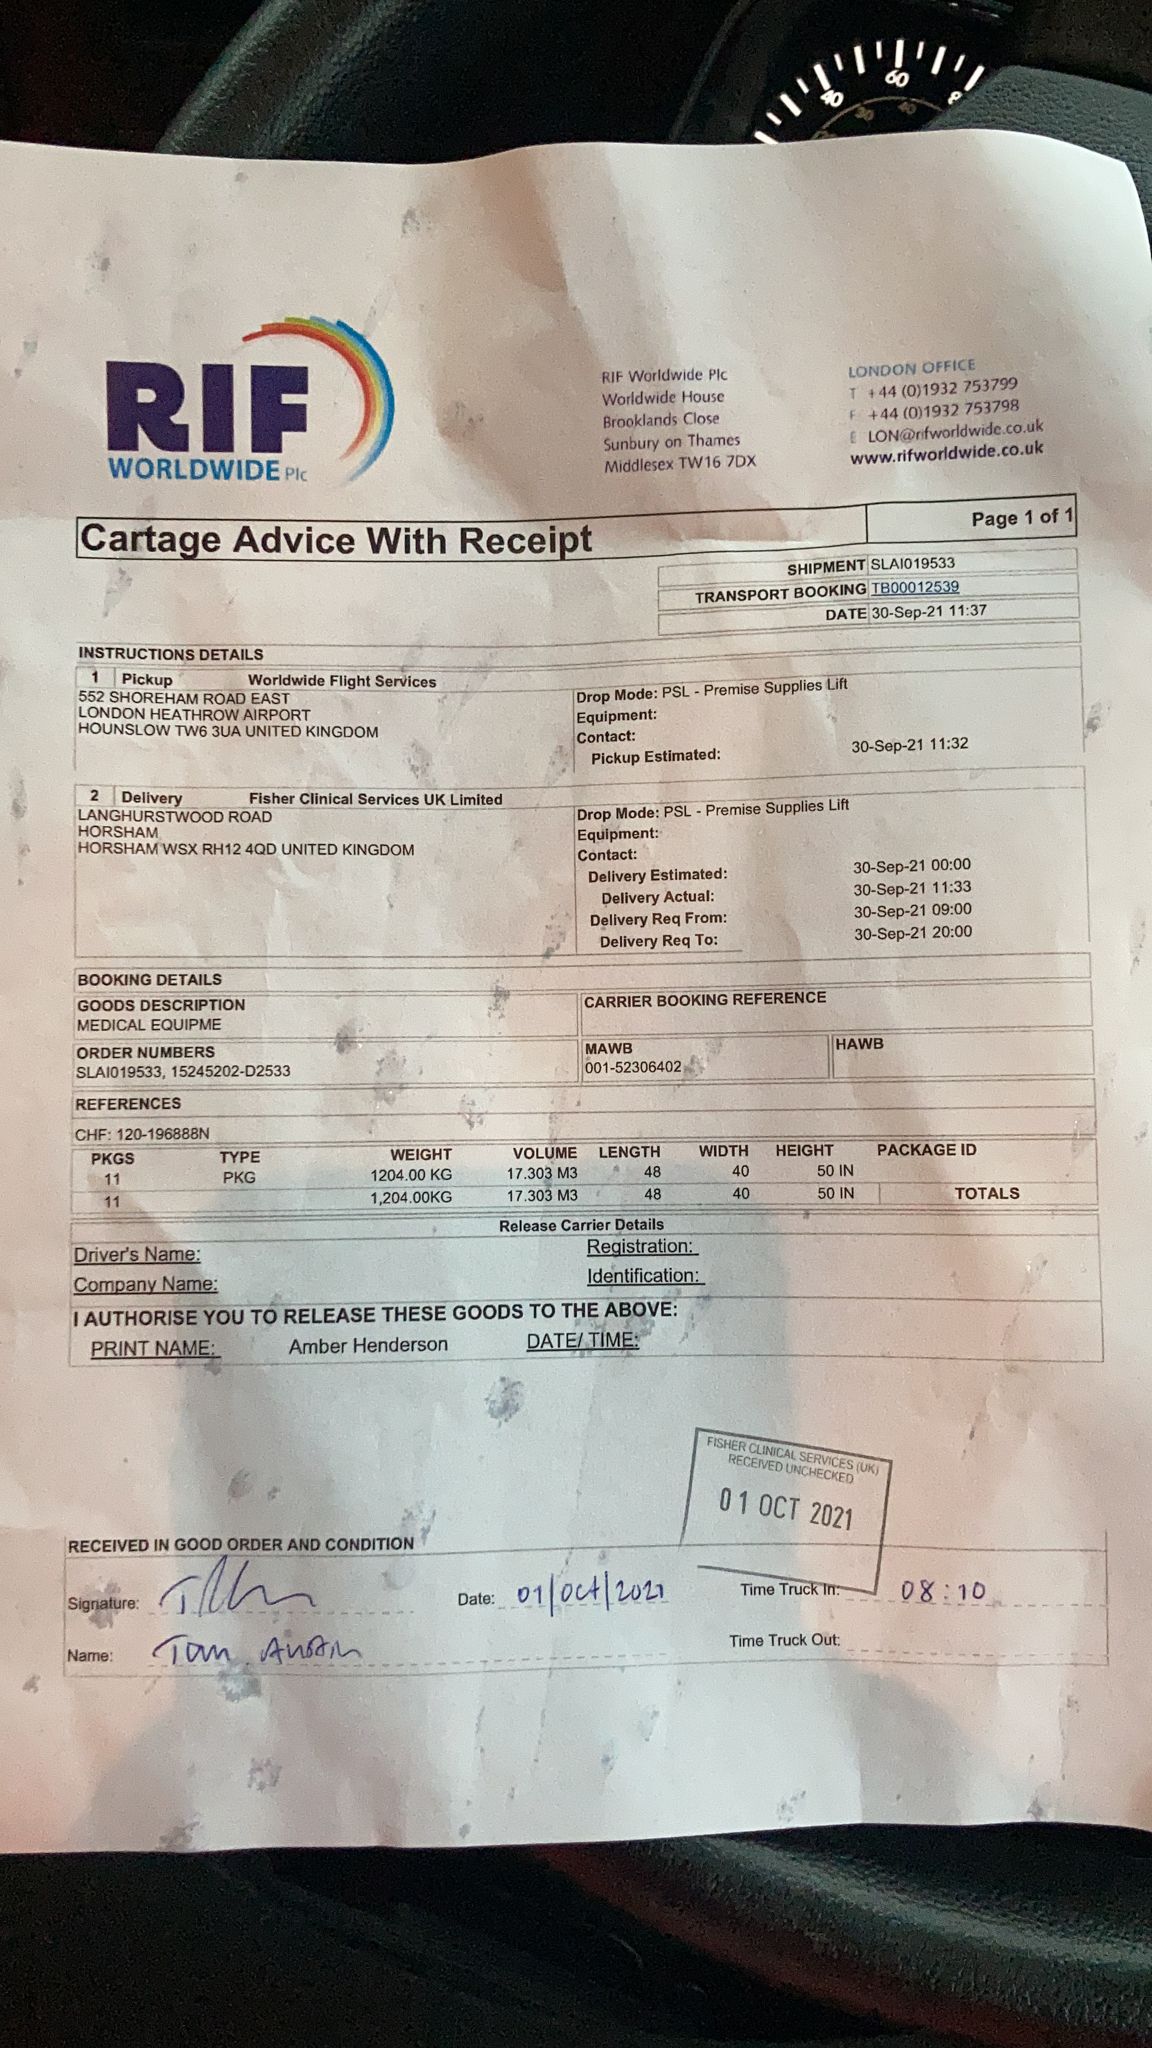 40 60 8
30 40
RIF
WORLDWIDE Plc
RIF Worldwide Plc
Worldwide House
Brooklands Close
Sunbury on Thames
Middlesex TW16 7DX
LONDON OFFICE
T +44 (0)1932 753799
F +44 (0)1932 753798
E LON@rifworldwide.co.uk
www.rifworldwide.co.uk
Cartage Advice With Receipt Page 1 of 1
SHIPMENT SLAI019533
TRANSPORT BOOKING TB00012539
DATE 30-Sep-21 11:37
INSTRUCTIONS DETAILS
1 Pickup Worldwide Flight Services
552 SHOREHAM ROAD EAST
LONDON HEATHROW AIRPORT
HOUNSLOW TW6 3UA UNITED KINGDOM
Drop Mode: PSL - Premise Supplies Lift
Equipment:
Contact:
Pickup Estimated: 30-Sep-21 11:32
2 Delivery Fisher Clinical Services UK Limited
LANGHURSTWOOD ROAD
HORSHAM
HORSHAM WSX RH12 4QD UNITED KINGDOM
Drop Mode: PSL - Premise Supplies Lift
Equipment:
Contact:
Delivery Estimated: 30-Sep-21 00:00
Delivery Actual: 30-Sep-21 11:33
Delivery Req From: 30-Sep-21 09:00
Delivery Req To: 30-Sep-21 20:00
BOOKING DETAILS
GOODS DESCRIPTION CARRIER BOOKING REFERENCE
MEDICAL EQUIPME
ORDER NUMBERS MAWB HAWB
SLAI019533, 15245202-D2533 001-52306402
REFERENCES
CHF: 120-196888N
PKGS TYPE WEIGHT VOLUME LENGTH WIDTH HEIGHT PACKAGE ID
11 PKG 1204.00 KG 17.303 M3 48 40 50 IN
11 1,204.00KG 17.303 M3 48 40 50 IN TOTALS
Release Carrier Details
Driver's Name: Registration:
Company Name: Identification:
I AUTHORISE YOU TO RELEASE THESE GOODS TO THE ABOVE:
PRINT NAME: Amber Henderson DATE/ TIME:
FISHER CLINICAL SERVICES (UK)
RECEIVED UNCHECKED
01 OCT 2021
RECEIVED IN GOOD ORDER AND CONDITION
Signature: Date: 01/Oct/2021 Time Truck In: 08:10
Name: Tom Time Truck Out: